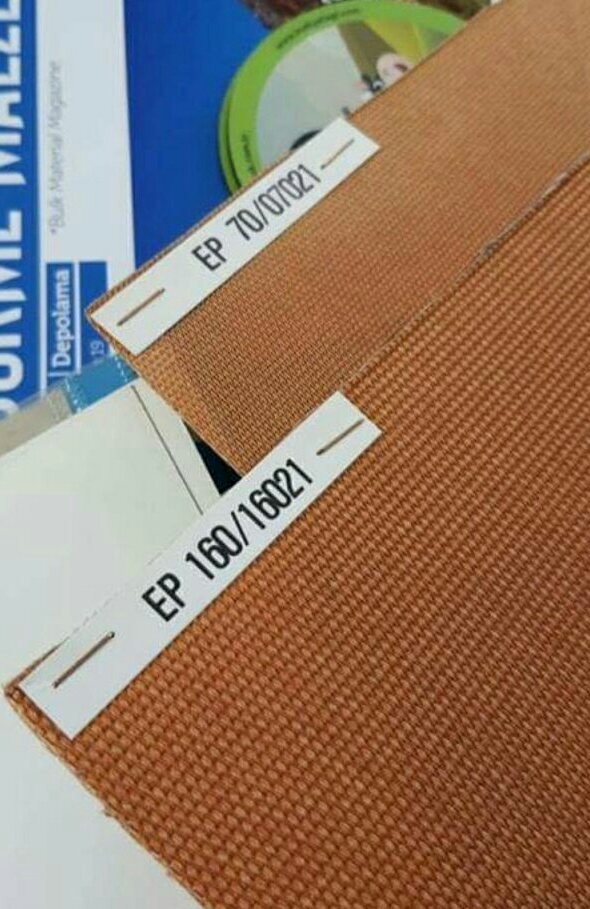 *Bulk Material Magazine
Depolama
EP 70/07021
EP 160/16021